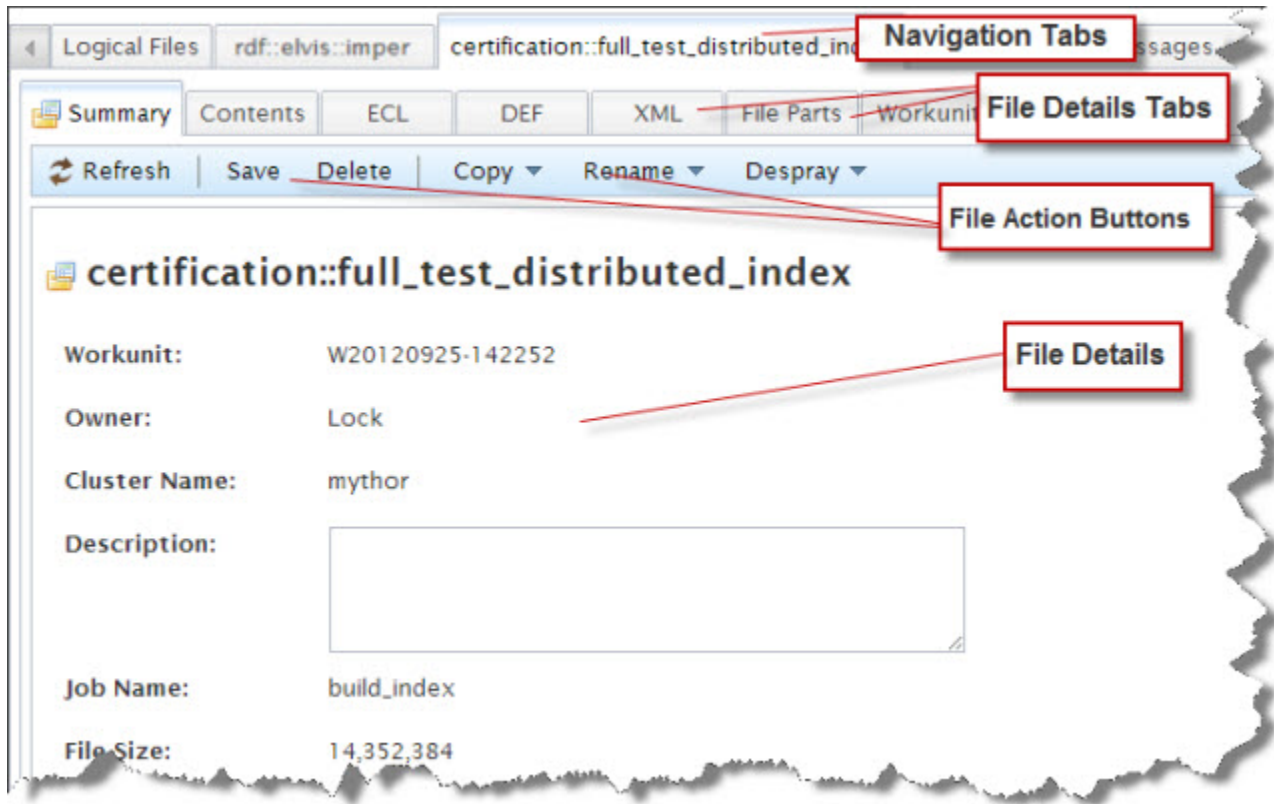 Logical Files rdf::elvis::imper certification::full_test_distributed_ind Navigation Tabs ssages
Summary Contents ECL DEF XML File Parts Workunit File Details Tabs
Refresh Save Delete Copy Rename Despray
File Action Buttons
certification::full_test_distributed_index
Workunit: W20120925-142252
File Details
Owner: Lock
Cluster Name: mythor
Description:
Job Name: build_index
File Size: 14,352,384